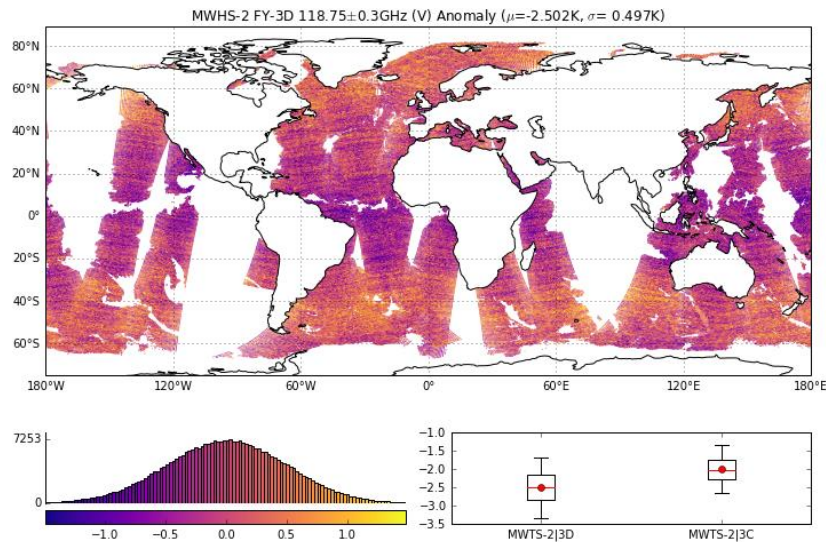 MWHS-2 FY-3D 118.75±0.3GHz (V) Anomaly (μ=-2.502K, σ= 0.497K)
80°N
60°N
40°N
20°N
0°
20°S
40°S
60°S
180°W 120°W 60°W 0° 60°E 120°E 180°E
7253
0
−1.0 −0.5 0.0 0.5 1.0
−1.0
−1.5
−2.0
−2.5
−3.0
−3.5
MWTS-2|3D MWTS-2|3C